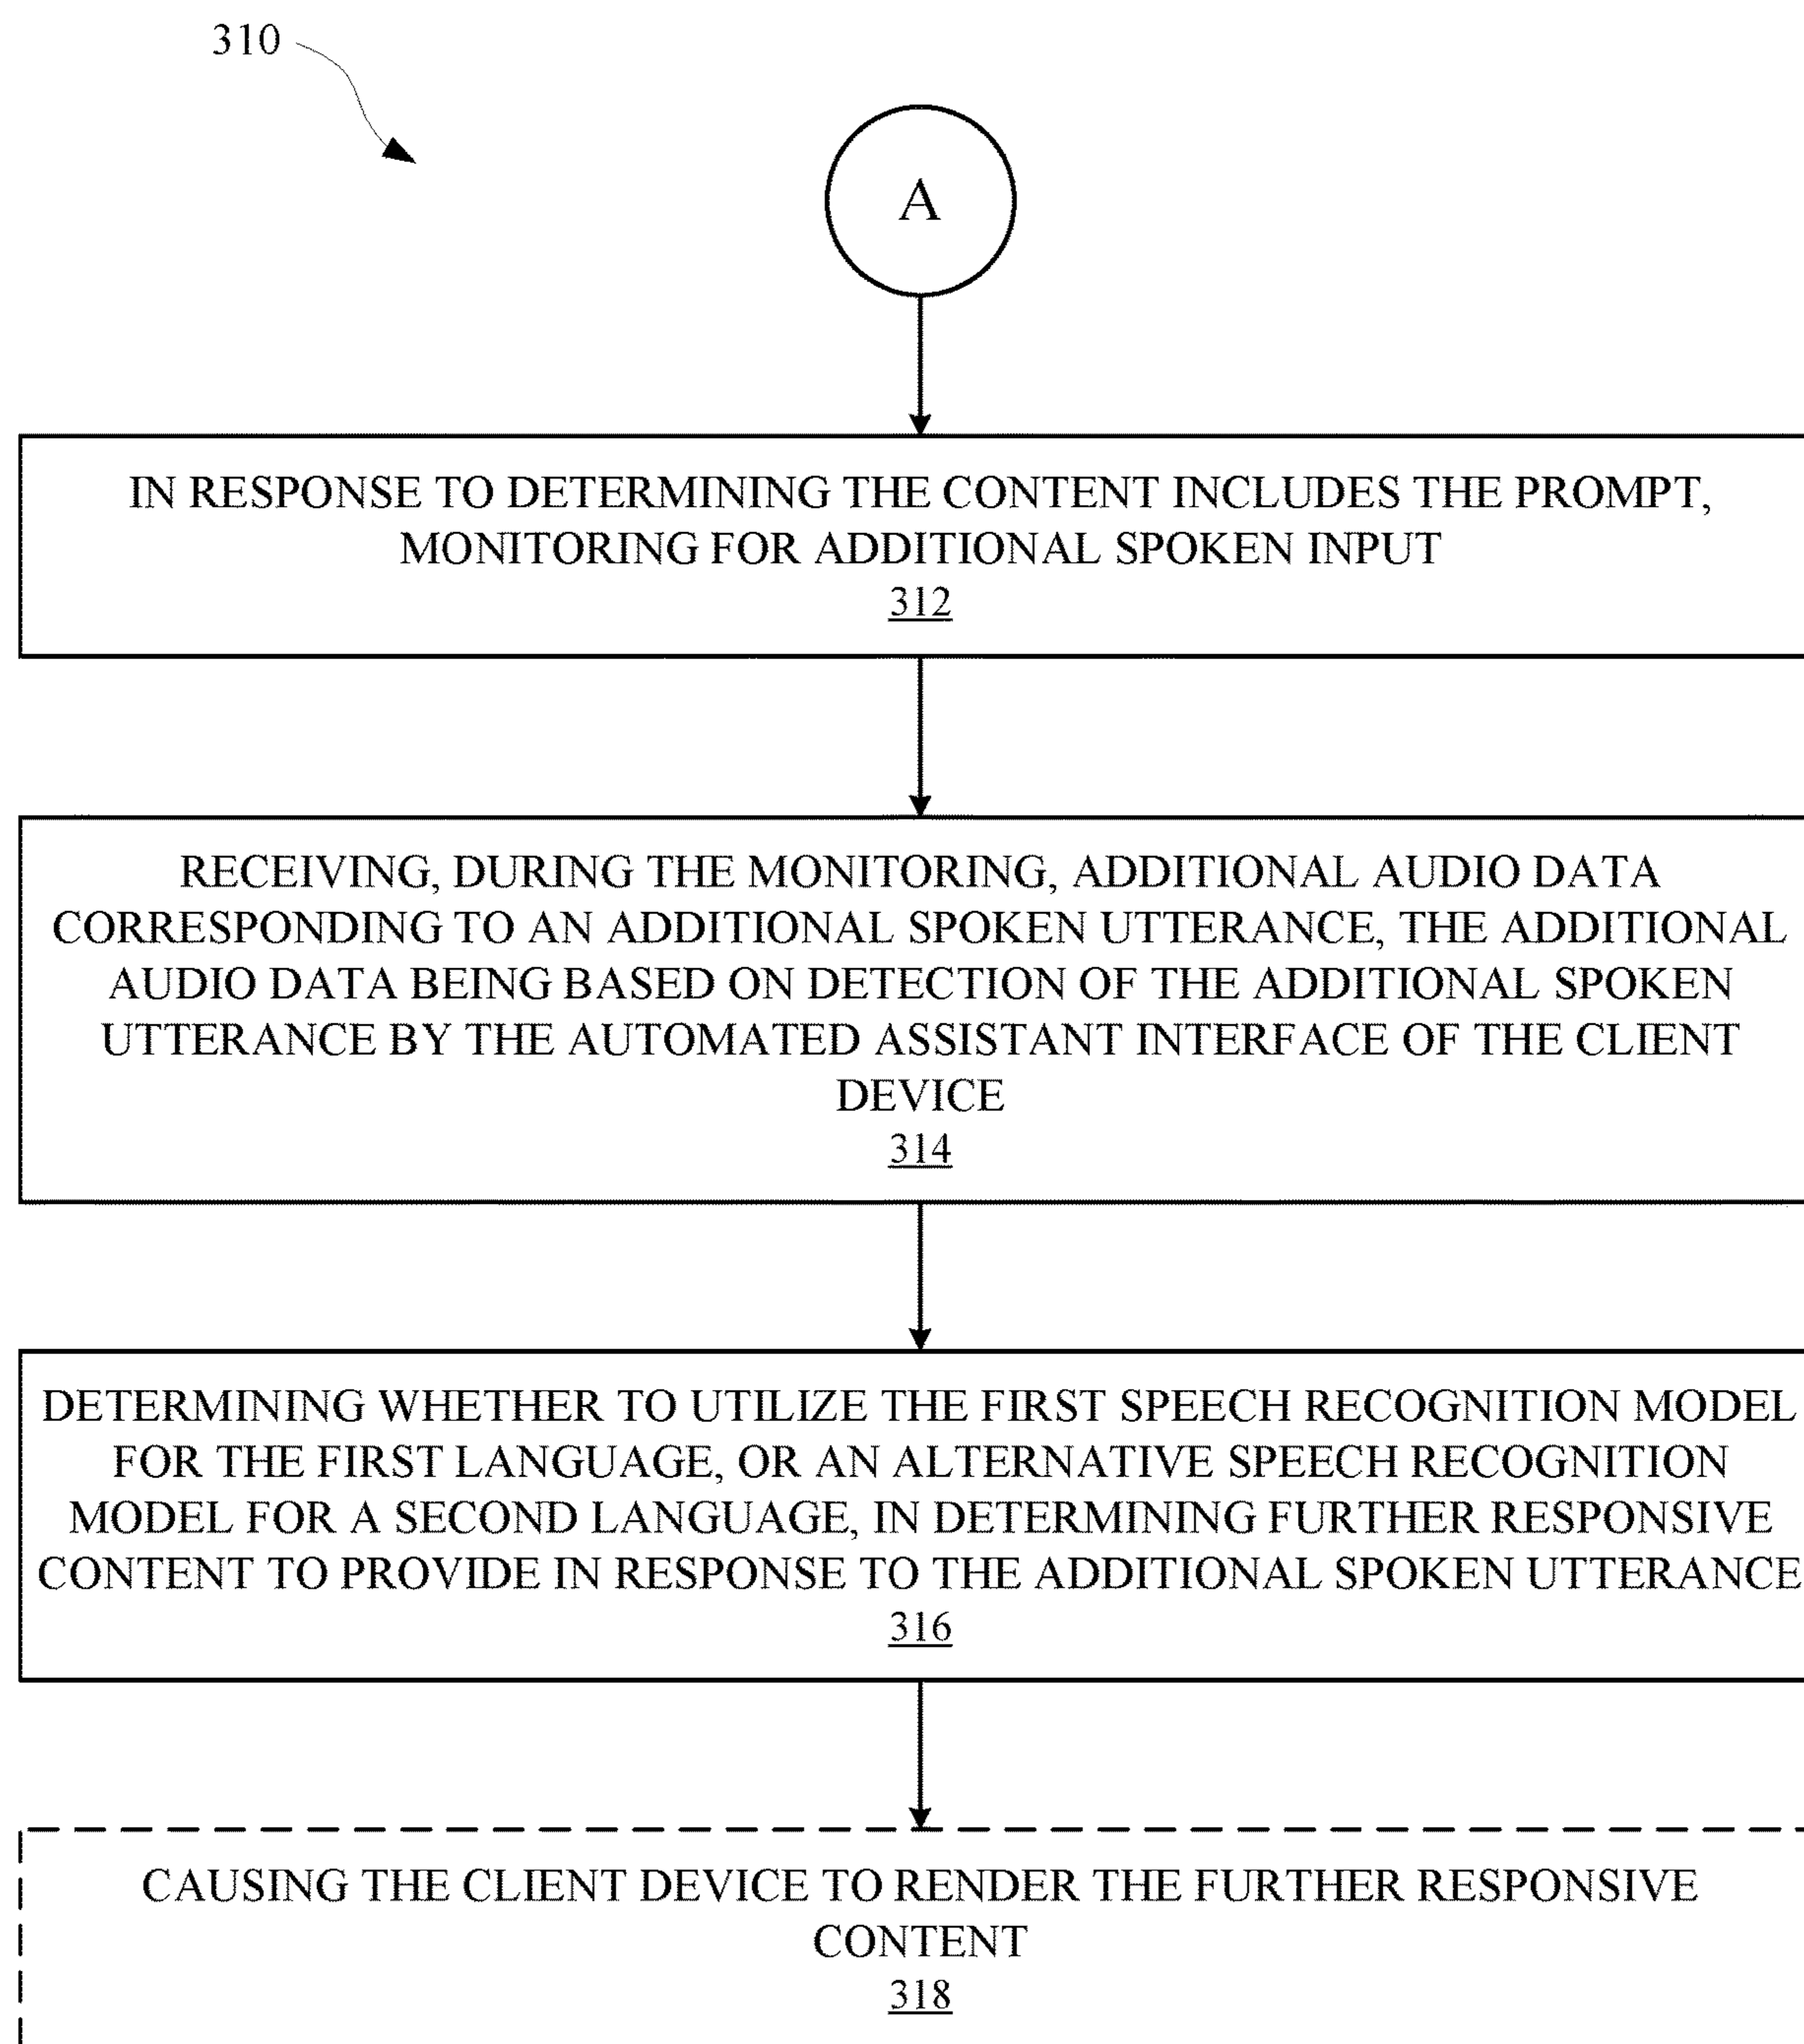 310
A
IN RESPONSE TO DETERMINING THE CONTENT INCLUDES THE PROMPT,
MONITORING FOR ADDITIONAL SPOKEN INPUT
312
RECEIVING, DURING THE MONITORING, ADDITIONAL AUDIO DATA
CORRESPONDING TO AN ADDITIONAL SPOKEN UTTERANCE, THE ADDITIONAL
AUDIO DATA BEING BASED ON DETECTION OF THE ADDITIONAL SPOKEN
UTTERANCE BY THE AUTOMATED ASSISTANT INTERFACE OF THE CLIENT
DEVICE
314
DETERMINING WHETHER TO UTILIZE THE FIRST SPEECH RECOGNITION MODEL
FOR THE FIRST LANGUAGE, OR AN ALTERNATIVE SPEECH RECOGNITION
MODEL FOR A SECOND LANGUAGE, IN DETERMINING FURTHER RESPONSIVE
CONTENT TO PROVIDE IN RESPONSE TO THE ADDITIONAL SPOKEN UTTERANCE
316
CAUSING THE CLIENT DEVICE TO RENDER THE FURTHER RESPONSIVE
CONTENT
318